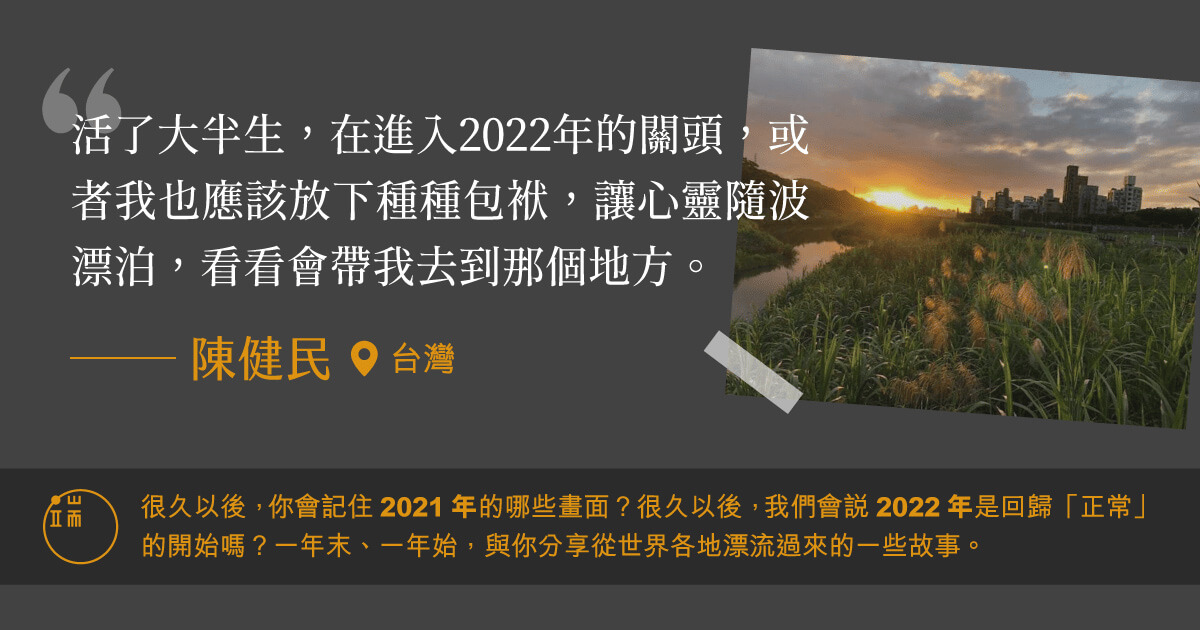 活了大半生，在進入2022年的關頭，或
者我也應該放下種種包袱，讓心靈隨波
漂泊，看看會帶我去到那個地方。
陳健民 台灣
端
很久以後，你會記住 2021 年的哪些畫面？很久以後，我們會説 2022 年是回歸「正常」
的開始嗎？一年末、一年始，與你分享從世界各地漂流過來的一些故事。